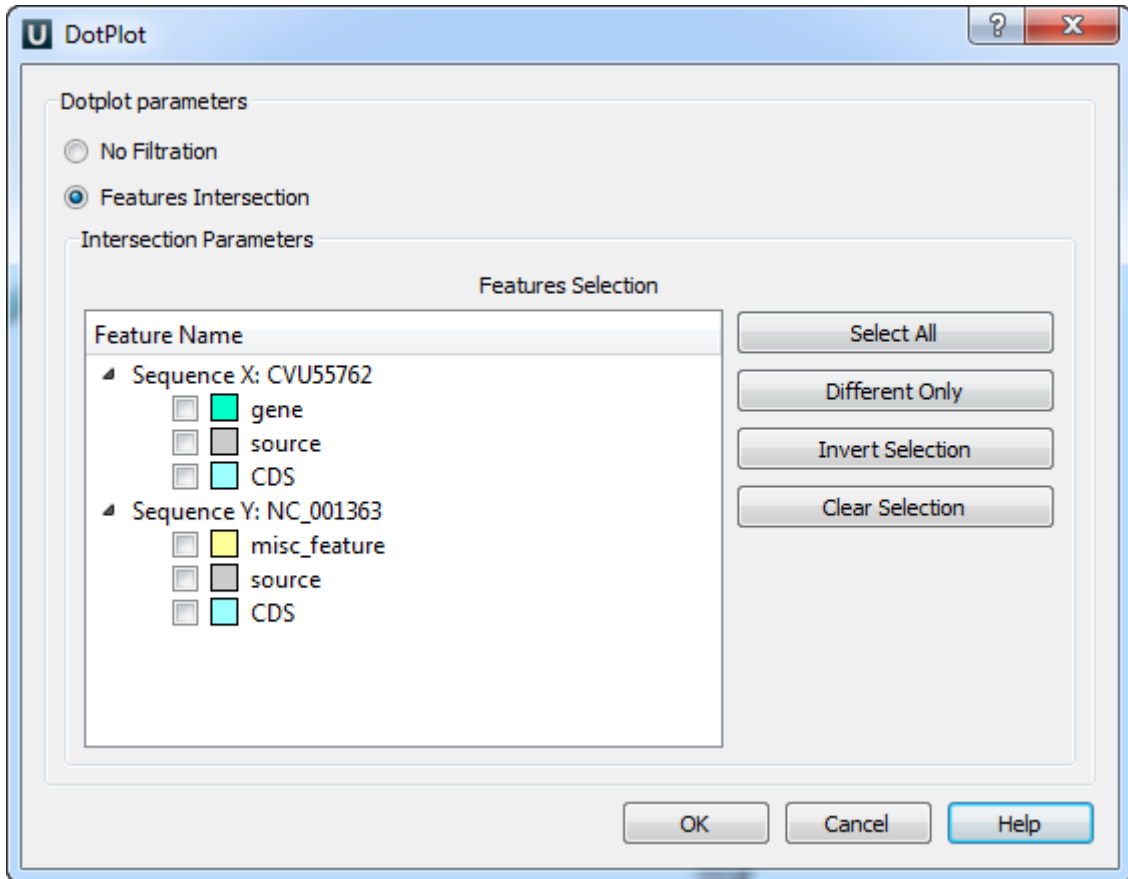 DotPlot
Dotplot parameters
No Filtration
Features Intersection
Intersection Parameters
Features Selection
Feature Name
Sequence X: CVU55762
gene
source
CDS
Sequence Y: NC_001363
misc_feature
source
CDS
Select All
Different Only
Invert Selection
Clear Selection
OK
Cancel
Help